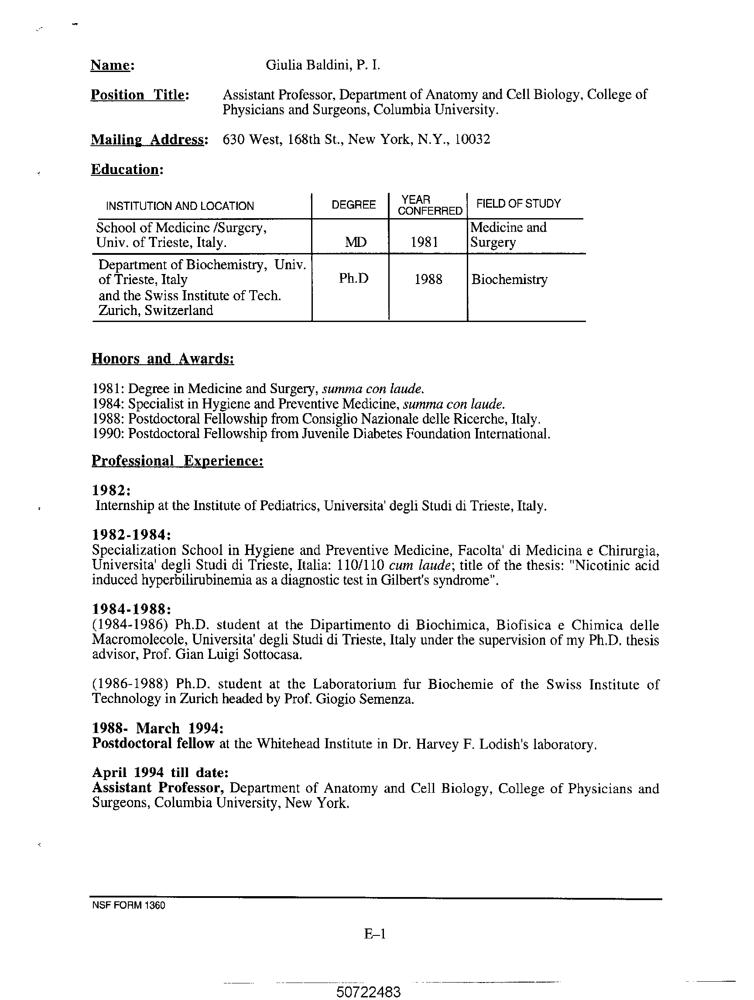 Name: Giulia Baldini, P. I.
Position Title: Assistant Professor, Department of Anatomy and Cell Biology, College of
Physicians and Surgeons, Columbia University.
Mailing Address: 630 West, 168th St., New York, N.Y., 10032
Education:
INSTITUTION AND LOCATION DEGREE YEAR CONFERRED FIELD OF STUDY
School of Medicine /Surgery, Medicine and
Univ. of Trieste, Italy. MD 1981 Surgery
Department of Biochemistry, Univ.
of Trieste, Italy Ph.D 1988 Biochemistry
and the Swiss Institute of Tech.
Zurich, Switzerland
Honors and Awards:
1981: Degree in Medicine and Surgery, summa con laude.
1984: Specialist in Hygiene and Preventive Medicine, summa con laude.
1988: Postdoctoral Fellowship from Consiglio Nazionale delle Ricerche, Italy.
1990: Postdoctoral Fellowship from Juvenile Diabetes Foundation International.
Professional Experience:
1982:
Internship at the Institute of Pediatrics, Universita' degli Studi di Trieste, Italy.
1982-1984:
Specialization School in Hygiene and Preventive Medicine, Facolta' di Medicina e Chirurgia,
Universita' degli Studi di Trieste, Italia: 110/110 cum laude; title of the thesis: "Nicotinic acid
induced hyperbilirubinemia as a diagnostic test in Gilbert's syndrome".
1984-1988:
(1984-1986) Ph.D. student at the Dipartimento di Biochimica, Biofisica e Chimica delle
Macromolecole, Universita' degli Studi di Trieste, Italy under the supervision of my Ph.D. thesis
advisor, Prof. Gian Luigi Sottocasa.
(1986-1988) Ph.D. student at the Laboratorium fur Biochemie of the Swiss Institute of
Technology in Zurich headed by Prof. Giogio Semenza.
1988- March 1994:
Postdoctoral fellow at the Whitehead Institute in Dr. Harvey F. Lodish's laboratory.
April 1994 till date:
Assistant Professor, Department of Anatomy and Cell Biology, College of Physicians and
Surgeons, Columbia University, New York.
NSF FORM 1360
E–1
50722483